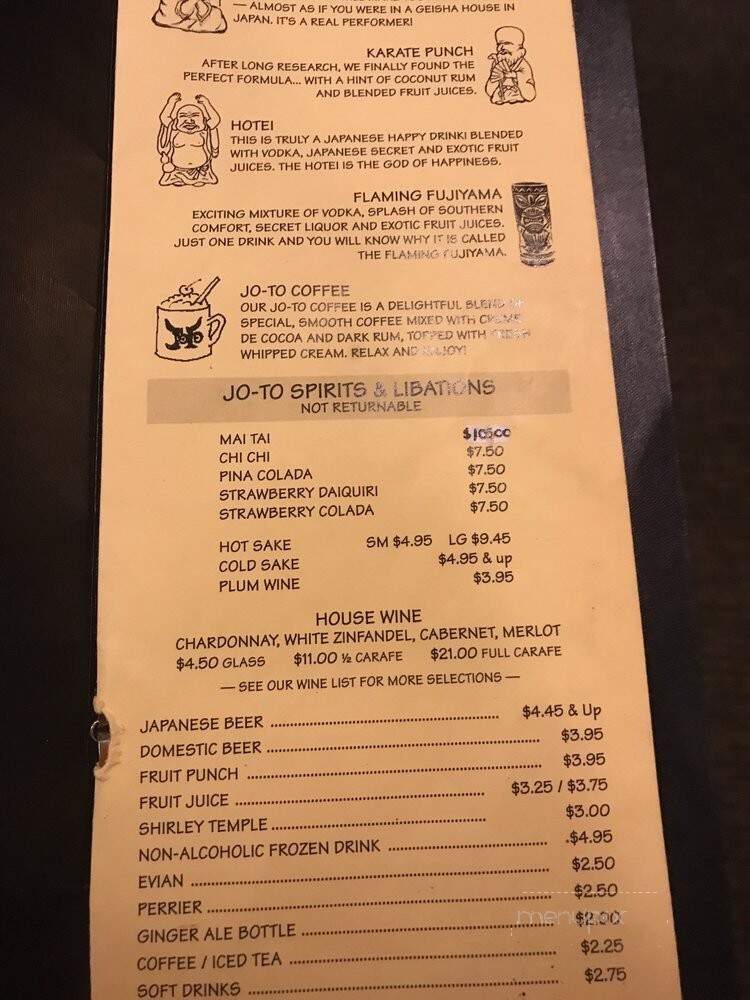 — ALMOST AS IF YOU WERE IN A GEISHA HOUSE IN
JAPAN. IT'S A REAL PERFORMER!
KARATE PUNCH
AFTER LONG RESEARCH, WE FINALLY FOUND THE
PERFECT FORMULA... WITH A HINT OF COCONUT RUM
AND BLENDED FRUIT JUICES.
HOTEI
THIS IS TRULY A JAPANESE HAPPY DRINK! BLENDED
WITH VODKA, JAPANESE SECRET AND EXOTIC FRUIT
JUICES. THE HOTEI IS THE GOD OF HAPPINESS.
FLAMING FUJIYAMA
EXCITING MIXTURE OF VODKA, SPLASH OF SOUTHERN
COMFORT, SECRET LIQUOR AND EXOTIC FRUIT JUICES.
JUST ONE DRINK AND YOU WILL KNOW WHY IT IS CALLED
THE FLAMING FUJIYAMA.
JO-TO COFFEE
OUR JO-TO COFFEE IS A DELIGHTFUL BLEND OF
SPECIAL, SMOOTH COFFEE MIXED WITH CREME
DE COCOA AND DARK RUM, TOPPED WITH FRESH
WHIPPED CREAM. RELAX AND ENJOY!
JoTo
JO-TO SPIRITS & LIBATIONS
NOT RETURNABLE
MAI TAI
CHI CHI $7.50
PINA COLADA $7.50
STRAWBERRY DAIQUIRI $7.50
STRAWBERRY COLADA $7.50
HOT SAKE SM $4.95 LG $9.45
COLD SAKE $4.95 & up
PLUM WINE $3.95
HOUSE WINE
CHARDONNAY, WHITE ZINFANDEL, CABERNET, MERLOT
$4.50 GLASS $11.00 ½ CARAFE $21.00 FULL CARAFE
— SEE OUR WINE LIST FOR MORE SELECTIONS —
JAPANESE BEER ........ $4.45 & Up
DOMESTIC BEER ........ $3.95
FRUIT PUNCH ........ $3.95
FRUIT JUICE ........ $3.25 / $3.75
SHIRLEY TEMPLE ........ $3.00
NON-ALCOHOLIC FROZEN DRINK ........ $4.95
EVIAN ........ $2.50
PERRIER ........ $2.50
GINGER ALE BOTTLE ........ $2.00
COFFEE / ICED TEA ........ $2.25
SOFT DRINKS ........ $2.75
menupix